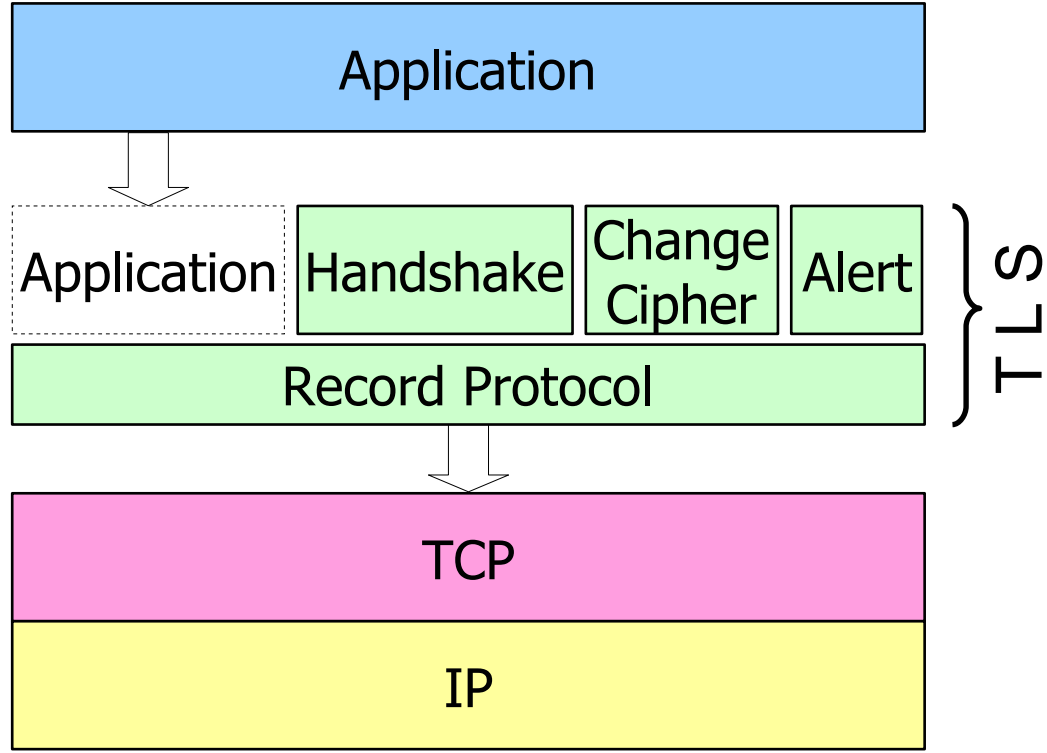 Application
Application
Handshake
Change
Cipher
Alert
TLS
Record Protocol
TCP
IP